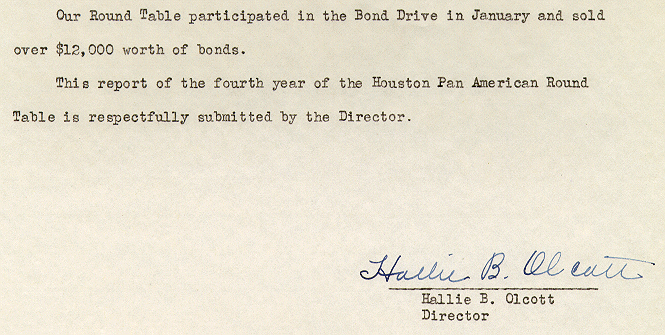 Our Round Table participated in the Bond Drive in January and sold
over $12,000 worth of bonds.
This report of the fourth year of the Houston Pan American Round
Table is respectfully submitted by the Director.
Hallie B. Olcott
Hallie B. Olcott
Director